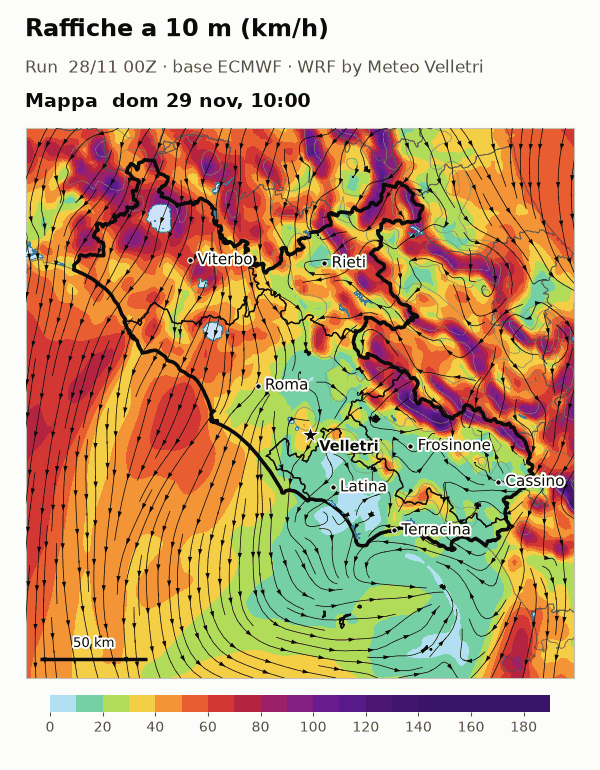 Raffiche a 10 m (km/h)
Run  28/11 00Z · base ECMWF · WRF by Meteo Velletri
Mappa  dom 29 nov, 10:00
Viterbo
Rieti
Roma
Velletri
Frosinone
Latina
Cassino
Terracina
50 km
0 20 40 60 80 100 120 140 160 180